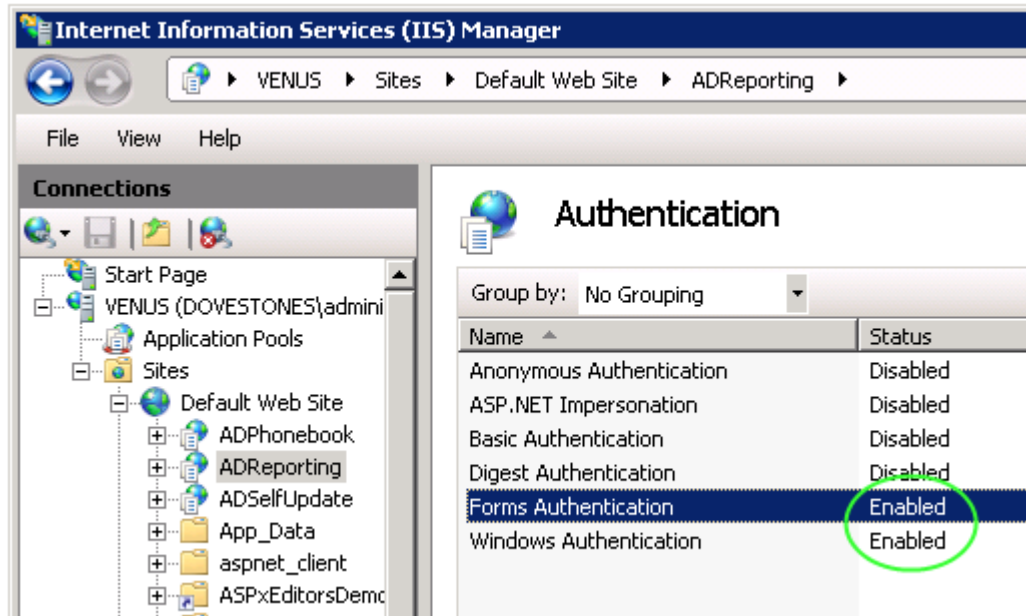 Internet Information Services (IIS) Manager
VENUS Sites Default Web Site ADReporting
File View Help
Connections
Start Page
VENUS (DOVESTONES\admini
Application Pools
Sites
Default Web Site
ADPhonebook
ADReporting
ADSelfUpdate
App_Data
aspnet_client
ASPxEditorsDemo
Authentication
Group by: No Grouping
Name Status
Anonymous Authentication Disabled
ASP.NET Impersonation Disabled
Basic Authentication Disabled
Digest Authentication Disabled
Forms Authentication Enabled
Windows Authentication Enabled